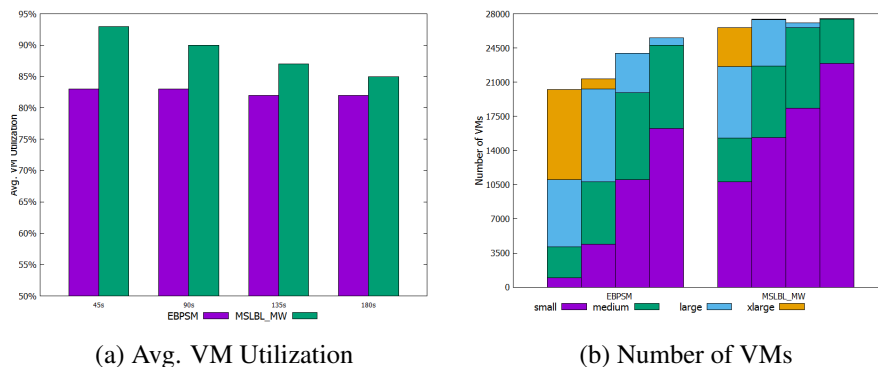 95%
90%
85%
80%
75%
70%
65%
60%
55%
50%
Avg. VM Utilization
45s 90s 135s 180s
EBPSM MSLBL_MW
28000
24500
21000
17500
14000
10500
7000
3500
0
Number of VMs
EBPSM MSLBL_MW
small medium large xlarge
(a) Avg. VM Utilization
(b) Number of VMs